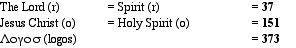 The Lord (r) = Spirit (r) = 37
Jesus Christ (o) = Holy Spirit (o) = 151
Λογοσ (logos) = 373